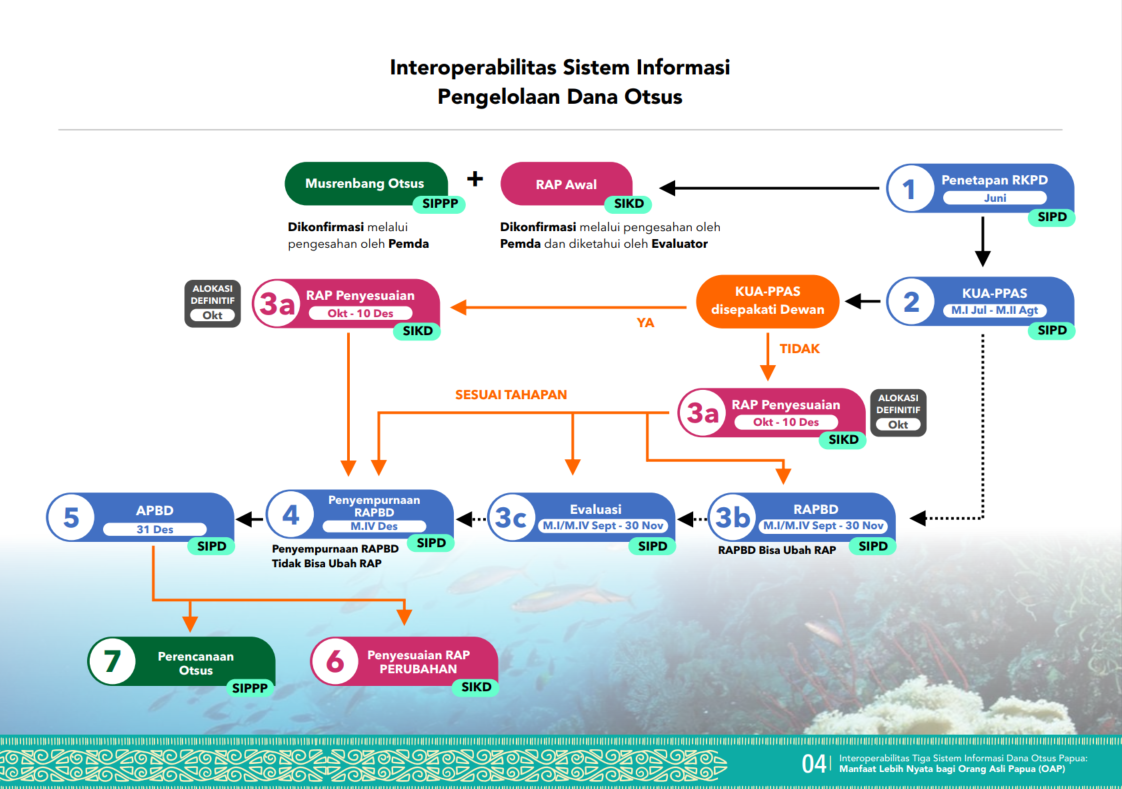 Interoperabilitas Sistem Informasi
Pengelolaan Dana Otsus
Musrenbang Otsus
SIPPP
+
RAP Awal
SIKD
1
Penetapan RKPD
Juni
SIPD
Dikonfirmasi melalui
pengesahan oleh Pemda
Dikonfirmasi melalui pengesahan oleh
Pemda dan diketahui oleh Evaluator
ALOKASI
DEFINITIF
Okt
3a
RAP Penyesuaian
Okt - 10 Des
SIKD
YA
KUA-PPAS
disepakati Dewan
2
KUA-PPAS
M.I Jul - M.II Agt
SIPD
TIDAK
SESUAI TAHAPAN
3a
RAP Penyesuaian
Okt - 10 Des
SIKD
ALOKASI
DEFINITIF
Okt
5
APBD
31 Des
SIPD
4
Penyempurnaan
RAPBD
M.IV Des
SIPD
Penyempurnaan RAPBD
Tidak Bisa Ubah RAP
3c
Evaluasi
M.I/M.IV Sept - 30 Nov
SIPD
3b
RAPBD
M.I/M.IV Sept - 30 Nov
SIPD
RAPBD Bisa Ubah RAP
7
Perencanaan
Otsus
SIPPP
6
Penyesuaian RAP
PERUBAHAN
SIKD
04
Interoperabilitas Tiga Sistem Informasi Dana Otsus Papua:
Manfaat Lebih Nyata bagi Orang Asli Papua (OAP)